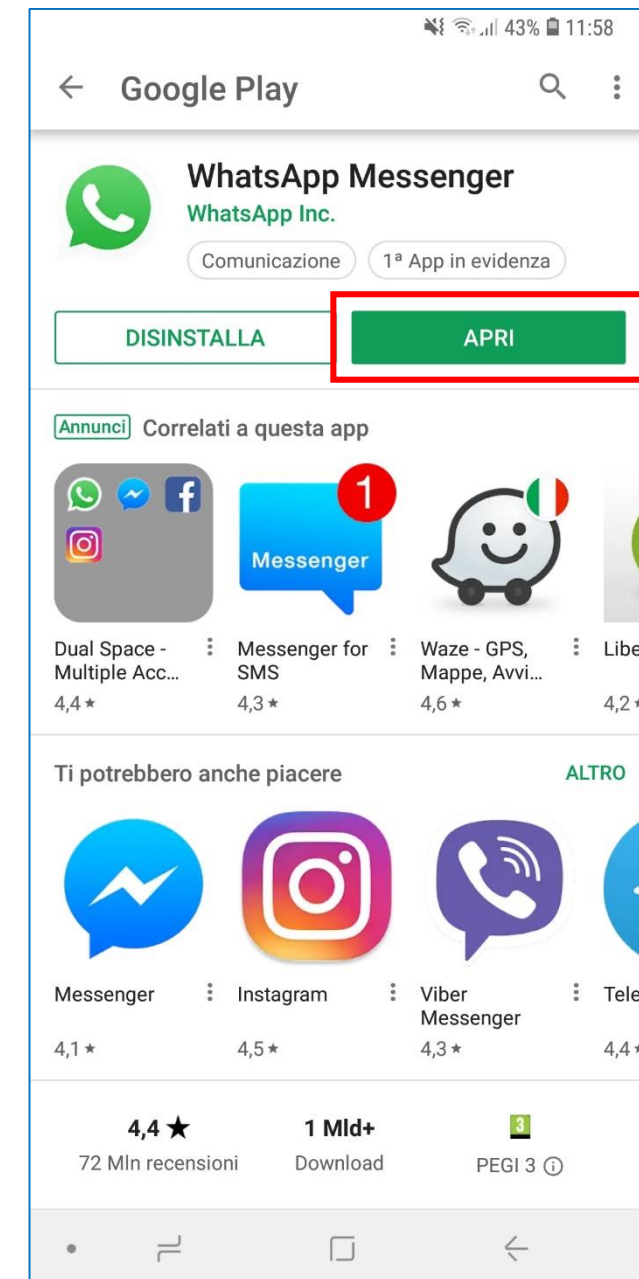 43% 11:58
Google Play
WhatsApp Messenger
WhatsApp Inc.
Comunicazione 1ª App in evidenza
DISINSTALLA APRI
Annunci Correlati a questa app
1
Messenger
Dual Space - Messenger for Waze - GPS, Libe
Multiple Acc... SMS Mappe, Avvi...
4,4 ★ 4,3 ★ 4,6 ★ 4,2 ★
Ti potrebbero anche piacere ALTRO
Messenger Instagram Viber Tele
Messenger
4,1 ★ 4,5 ★ 4,3 ★ 4,4 ★
4,4 ★ 1 Mld+ 3
72 Mln recensioni Download PEGI 3